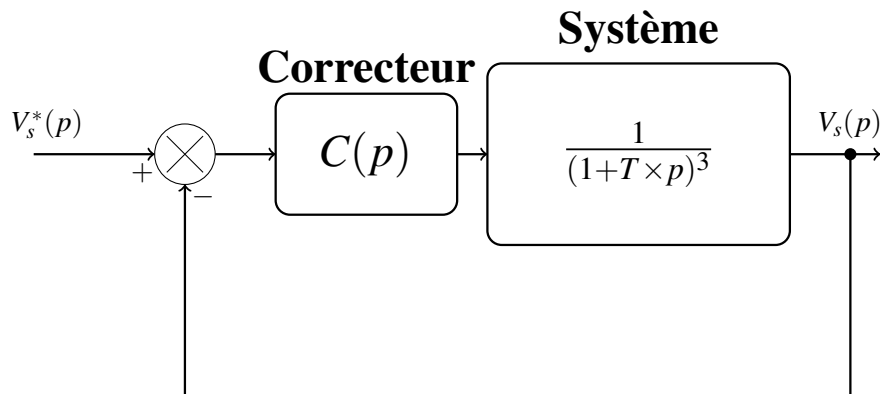 Système
Correcteur
V_s^*(p)
+
−
C(p)
1
(1+T×p)^3
V_s(p)